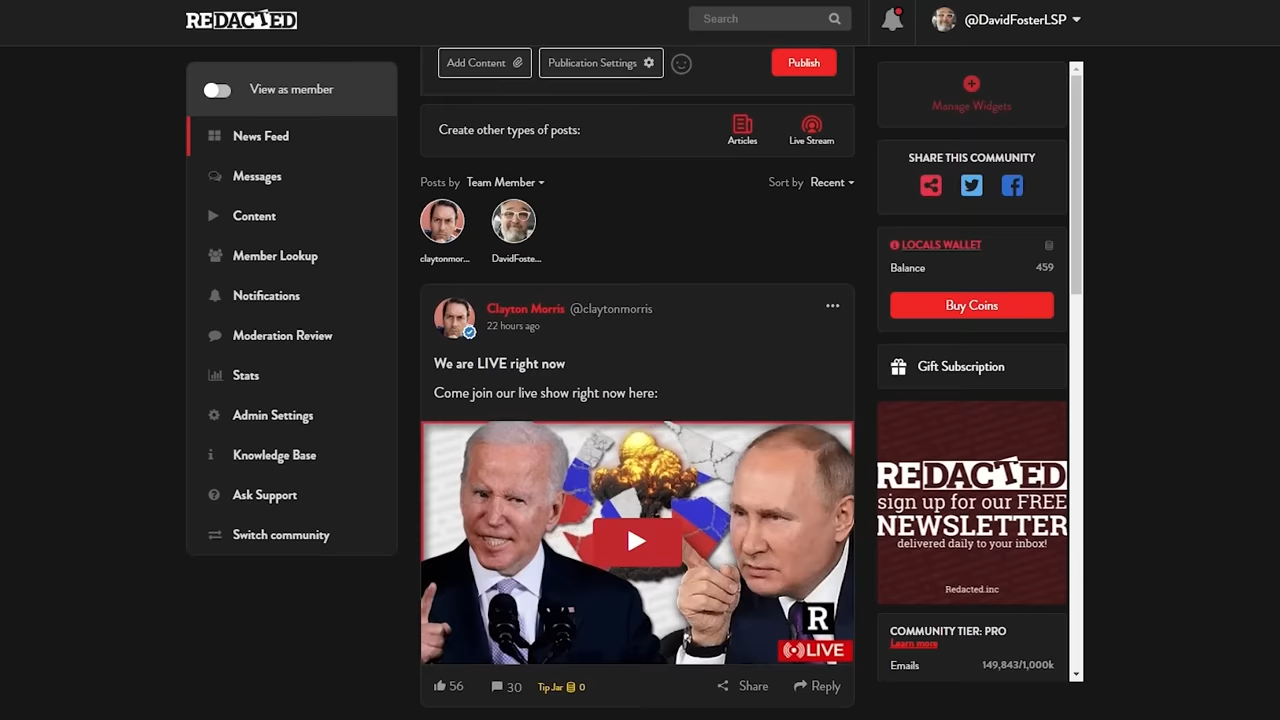 REDACTED
Search
@DavidFosterLSP
View as member
News Feed
Messages
Content
Member Lookup
Notifications
Moderation Review
Stats
Admin Settings
Knowledge Base
Ask Support
Switch community
Add Content
Publication Settings
Publish
Create other types of posts:
Articles
Live Stream
Posts by Team Member
Sort by Recent
claytonmor...
DavidFoste...
Clayton Morris @claytonmorris
22 hours ago
We are LIVE right now
Come join our live show right now here:
R
LIVE
56
30
Tip Jar 0
Share
Reply
Manage Widgets
SHARE THIS COMMUNITY
LOCALS WALLET
Balance 459
Buy Coins
Gift Subscription
REDACTED
sign up for our FREE
NEWSLETTER
delivered daily to your inbox!
Redacted.inc
COMMUNITY TIER: PRO
Learn more
Emails 149,843/1,000k